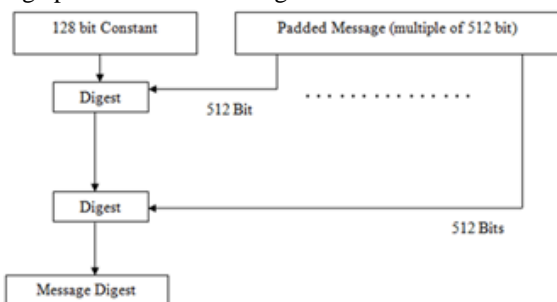 128 bit Constant
Padded Message (multiple of 512 bit)
Digest
512 Bit
Digest
512 Bits
Message Digest